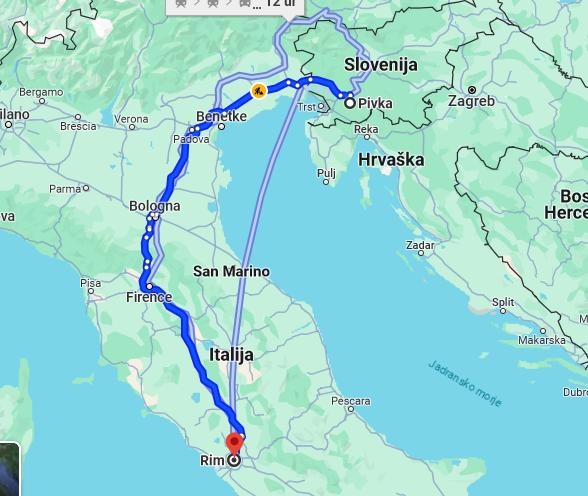 ... 12 ur
Slovenija
Bergamo
Zagreb
Pivka
Trst
Milano
Brescia
Verona
Benetke
Padova
Reka
Hrvaška
Parma
Pulj
Bologna
Bos
Herce
va
Zadar
San Marino
Pisa
Firence
Split
M
Makarska
Italija
Jadransko morje
Dubro
Pescara
Rim